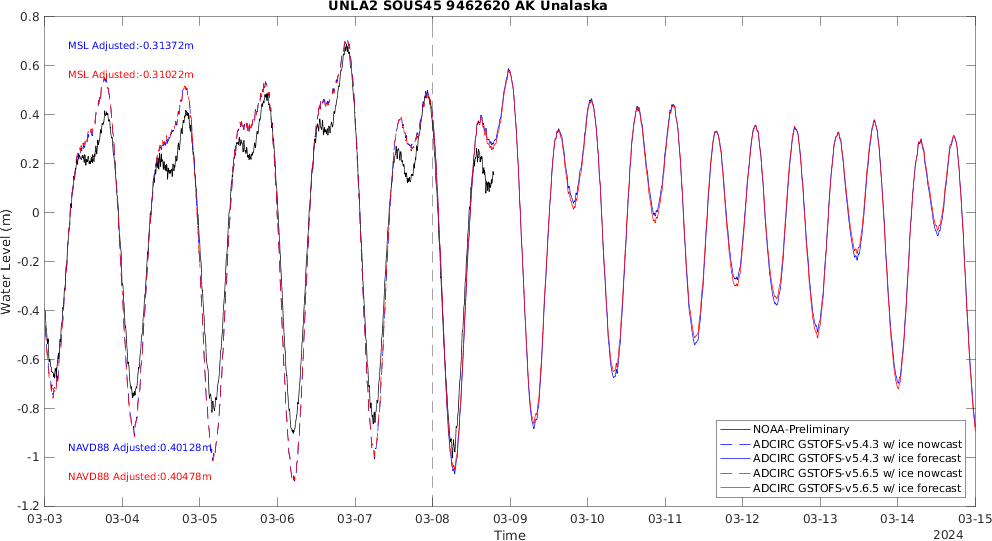 UNLA2 SOUS45 9462620 AK Unalaska
0.8
0.6
0.4
0.2
0
-0.2
-0.4
-0.6
-0.8
-1
-1.2
Water Level (m)
MSL Adjusted:-0.31372m
MSL Adjusted:-0.31022m
NAVD88 Adjusted:0.40128m
NAVD88 Adjusted:0.40478m
NOAA-Preliminary
ADCIRC GSTOFS-v5.4.3 w/ ice nowcast
ADCIRC GSTOFS-v5.4.3 w/ ice forecast
ADCIRC GSTOFS-v5.6.5 w/ ice nowcast
ADCIRC GSTOFS-v5.6.5 w/ ice forecast
03-03 03-04 03-05 03-06 03-07 03-08 03-09 03-10 03-11 03-12 03-13 03-14 03-15
Time
2024